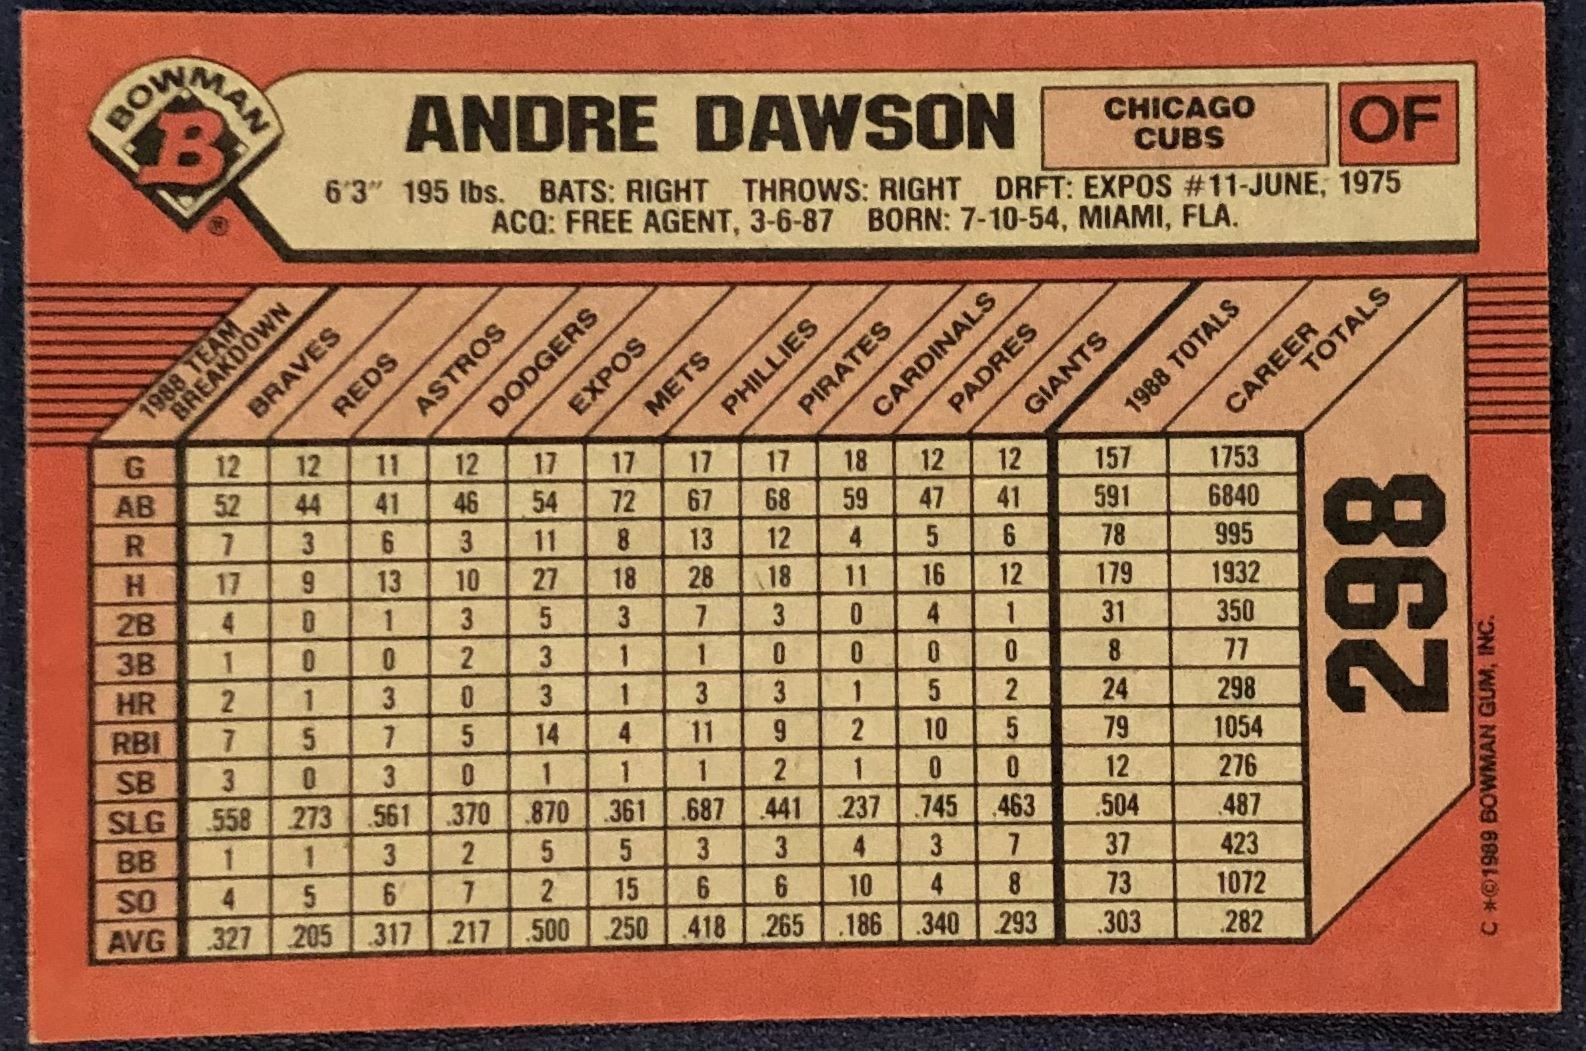 BOWMAN
B
®
ANDRE DAWSON
CHICAGO
CUBS
OF
6'3" 195 lbs. BATS: RIGHT THROWS: RIGHT DRFT: EXPOS #11-JUNE, 1975
ACQ: FREE AGENT, 3-6-87 BORN: 7-10-54, MIAMI, FLA.
1988 TEAM BREAKDOWN BRAVES REDS ASTROS DODGERS EXPOS METS PHILLIES PIRATES CARDINALS PADRES GIANTS 1988 TOTALS CAREER TOTALS
G 12 12 11 12 17 17 17 17 18 12 12 157 1753
AB 52 44 41 46 54 72 67 68 59 47 41 591 6840
R 7 3 6 3 11 8 13 12 4 5 6 78 995
H 17 9 13 10 27 18 28 18 11 16 12 179 1932
2B 4 0 1 3 5 3 7 3 0 4 1 31 350
3B 1 0 0 2 3 1 1 0 0 0 0 8 77
HR 2 1 3 0 3 1 3 3 1 5 2 24 298
RBI 7 5 7 5 14 4 11 9 2 10 5 79 1054
SB 3 0 3 0 1 1 1 2 1 0 0 12 276
SLG .558 .273 .561 .370 .870 .361 .687 .441 .237 .745 .463 .504 .487
BB 1 1 3 2 5 5 3 3 4 3 7 37 423
SO 4 5 6 7 2 15 6 6 10 4 8 73 1072
AVG .327 .205 .317 .217 .500 .250 .418 .265 .186 .340 .293 .303 .282
298
C *©1989 BOWMAN GUM, INC.